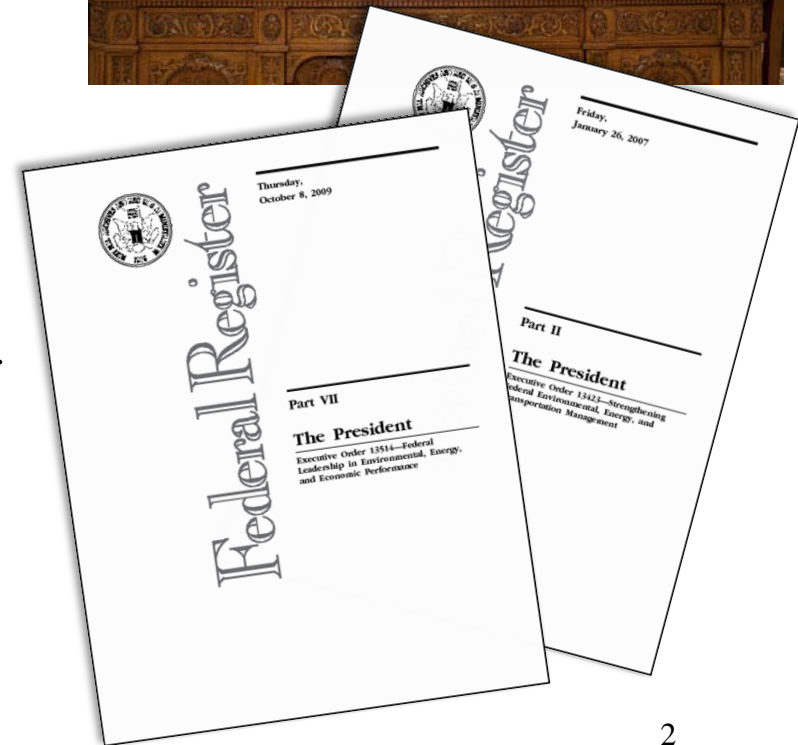 Friday,
January 26, 2007
Register
Part II
The President
Executive Order 13423—Strengthening
Federal Environmental, Energy, and
Transportation Management
Thursday,
October 8, 2009
Federal Register
Part VII
The President
Executive Order 13514—Federal
Leadership in Environmental, Energy,
and Economic Performance
.
2